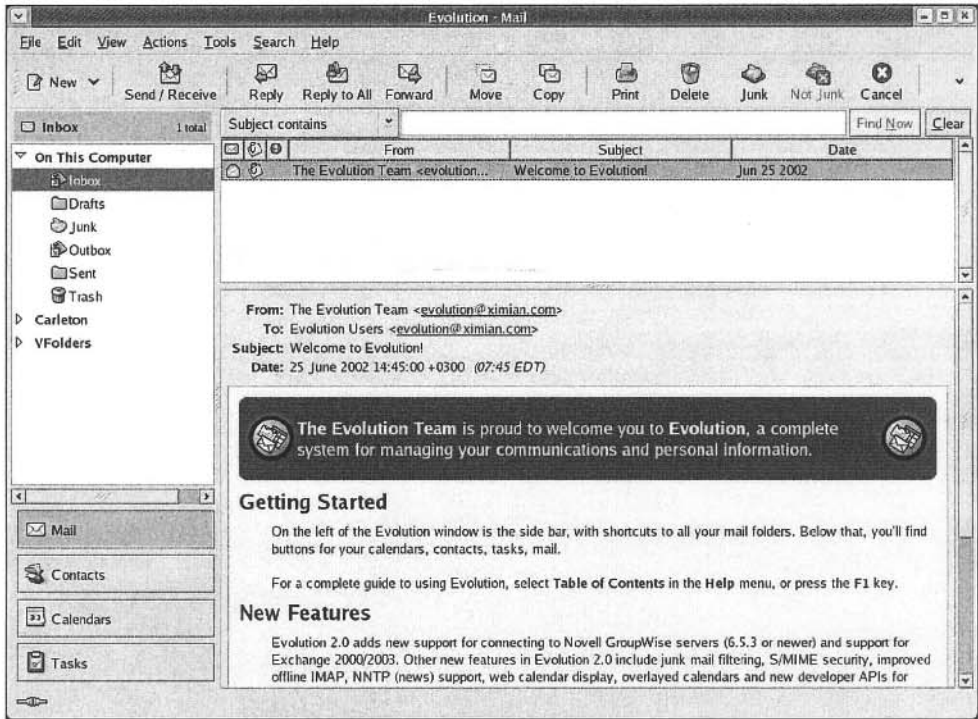 Evolution - Mail
File Edit View Actions Tools Search Help
New Send / Receive Reply Reply to All Forward Move Copy Print Delete Junk Not Junk Cancel
Inbox 1 total
Subject contains Find Now Clear
On This Computer
Inbox
Drafts
Junk
Outbox
Sent
Trash
Carleton
VFolders
Mail
Contacts
Calendars
Tasks
From Subject Date
The Evolution Team <evolution... Welcome to Evolution! Jun 25 2002
From: The Evolution Team <evolution@ximian.com>
To: Evolution Users <evolution@ximian.com>
Subject: Welcome to Evolution!
Date: 25 June 2002 14:45:00 +0300 (07:45 EDT)
The Evolution Team is proud to welcome you to Evolution, a complete
system for managing your communications and personal information.
Getting Started
On the left of the Evolution window is the side bar, with shortcuts to all your mail folders. Below that, you'll find
buttons for your calendars, contacts, tasks, mail.
For a complete guide to using Evolution, select Table of Contents in the Help menu, or press the F1 key.
New Features
Evolution 2.0 adds new support for connecting to Novell GroupWise servers (6.5.3 or newer) and support for
Exchange 2000/2003. Other new features in Evolution 2.0 include junk mail filtering, S/MIME security, improved
offline IMAP, NNTP (news) support, web calendar display, overlayed calendars and new developer APIs for